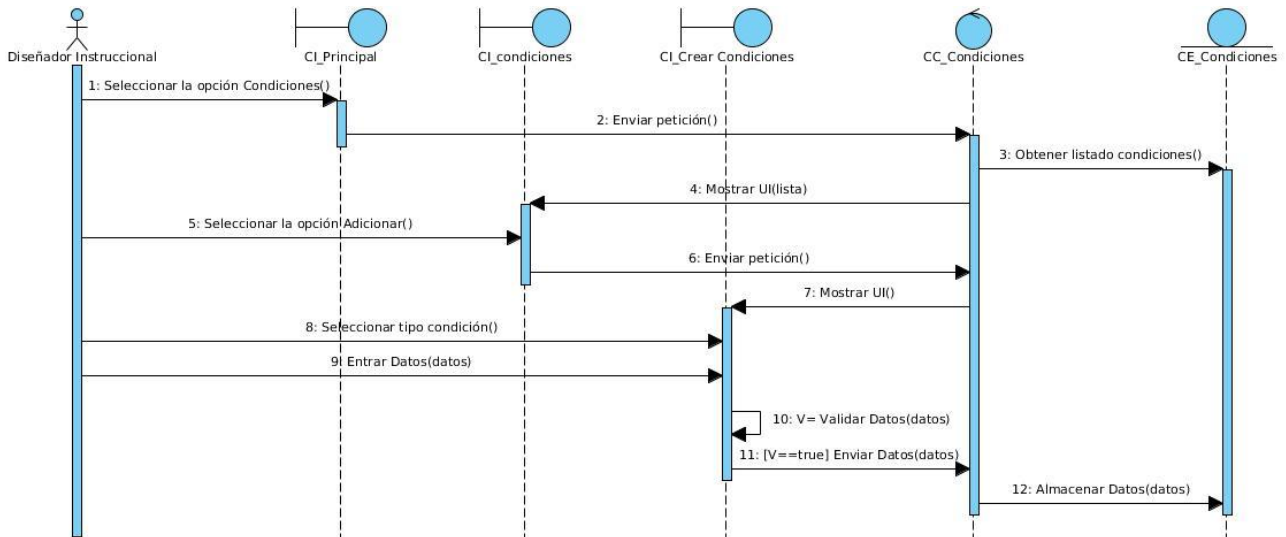 Diseñador Instruccional
CI_Principal
CI_condiciones
CI_Crear Condiciones
CC_Condiciones
CE_Condiciones
1: Seleccionar la opción Condiciones()
2: Enviar petición()
3: Obtener listado condiciones()
4: Mostrar UI(lista)
5: Seleccionar la opción Adicionar()
6: Enviar petición()
7: Mostrar UI()
8: Seleccionar tipo condición()
9: Entrar Datos(datos)
10: V= Validar Datos(datos)
11: [V==true] Enviar Datos(datos)
12: Almacenar Datos(datos)